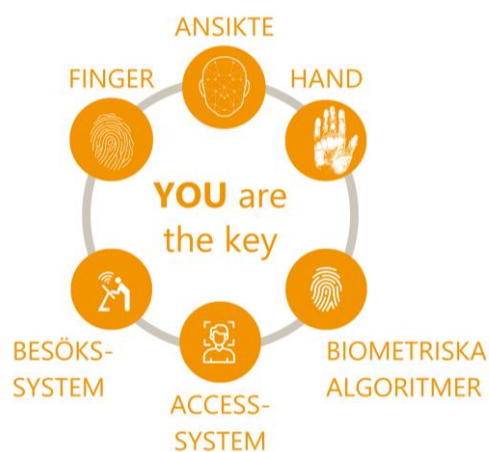 ANSIKTE
FINGER
HAND
YOU are
the key
BESÖKS-
SYSTEM
ACCESS-
SYSTEM
BIOMETRISKA
ALGORITMER